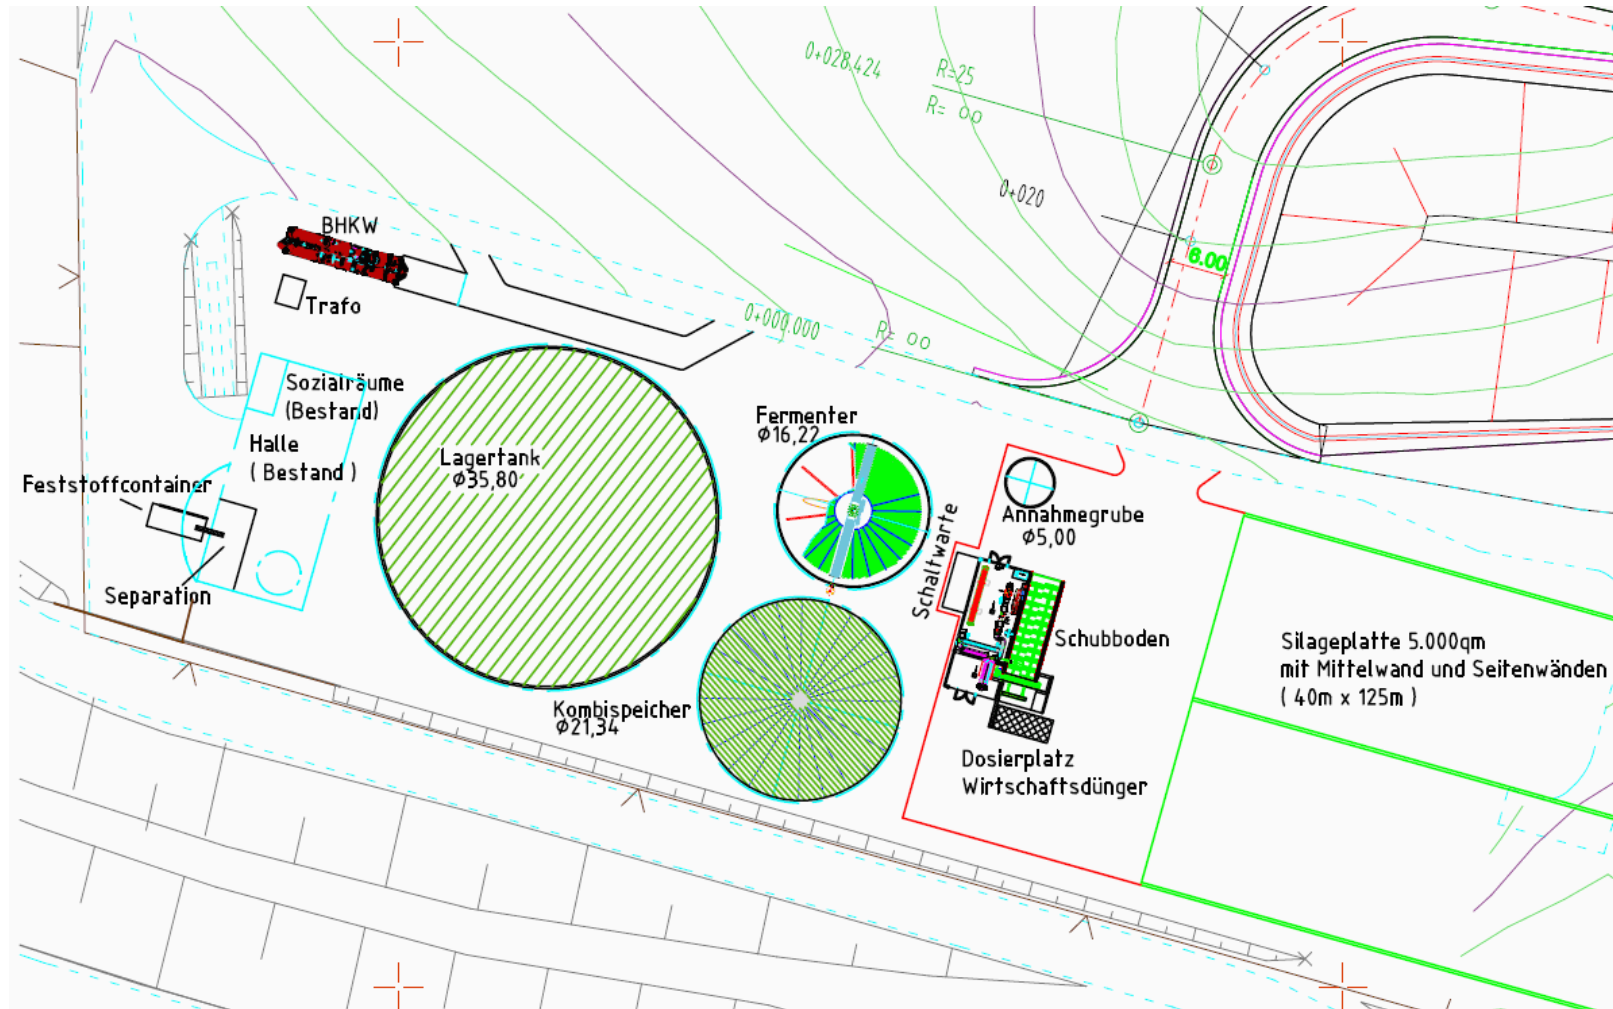 0+028.424
R=25
R= ∞
0+020
6.00
BHKW
Trafo
0+000.000
R= ∞
Sozialräume
(Bestand)
Halle
( Bestand )
Feststoffcontainer
Separation
Lagertank
ø35,80
Fermenter
ø16,22
Kombispeicher
ø21,34
Schaltwarte
Annahmegrube
ø5,00
Schubboden
Dosierplatz
Wirtschaftsdünger
Silageplatte 5.000qm
mit Mittelwand und Seitenwänden
( 40m x 125m )